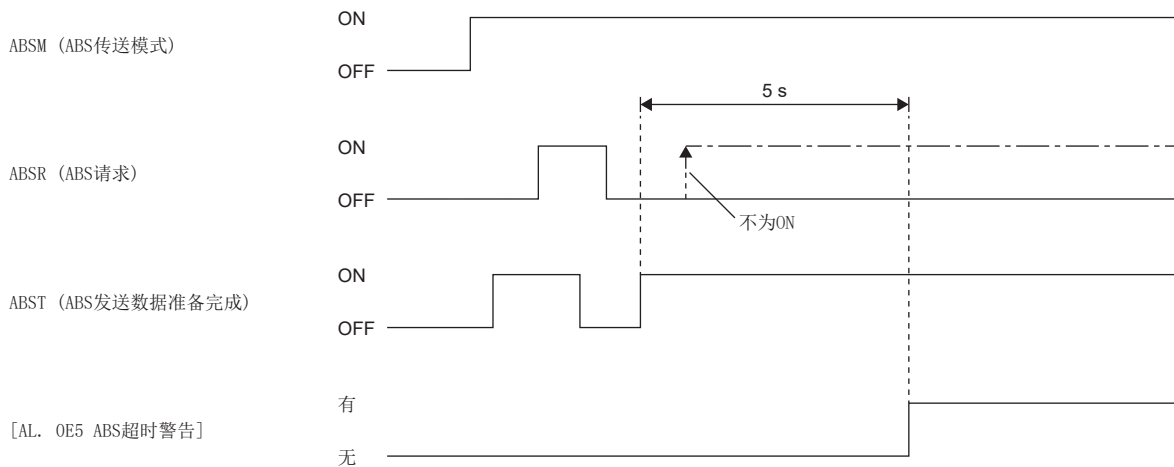 ABSM (ABS传送模式)
ON
OFF
5 s
ABSR (ABS请求)
ON
OFF
不为ON
ABST (ABS发送数据准备完成)
ON
OFF
[AL. 0E5 ABS超时警告]
有
无